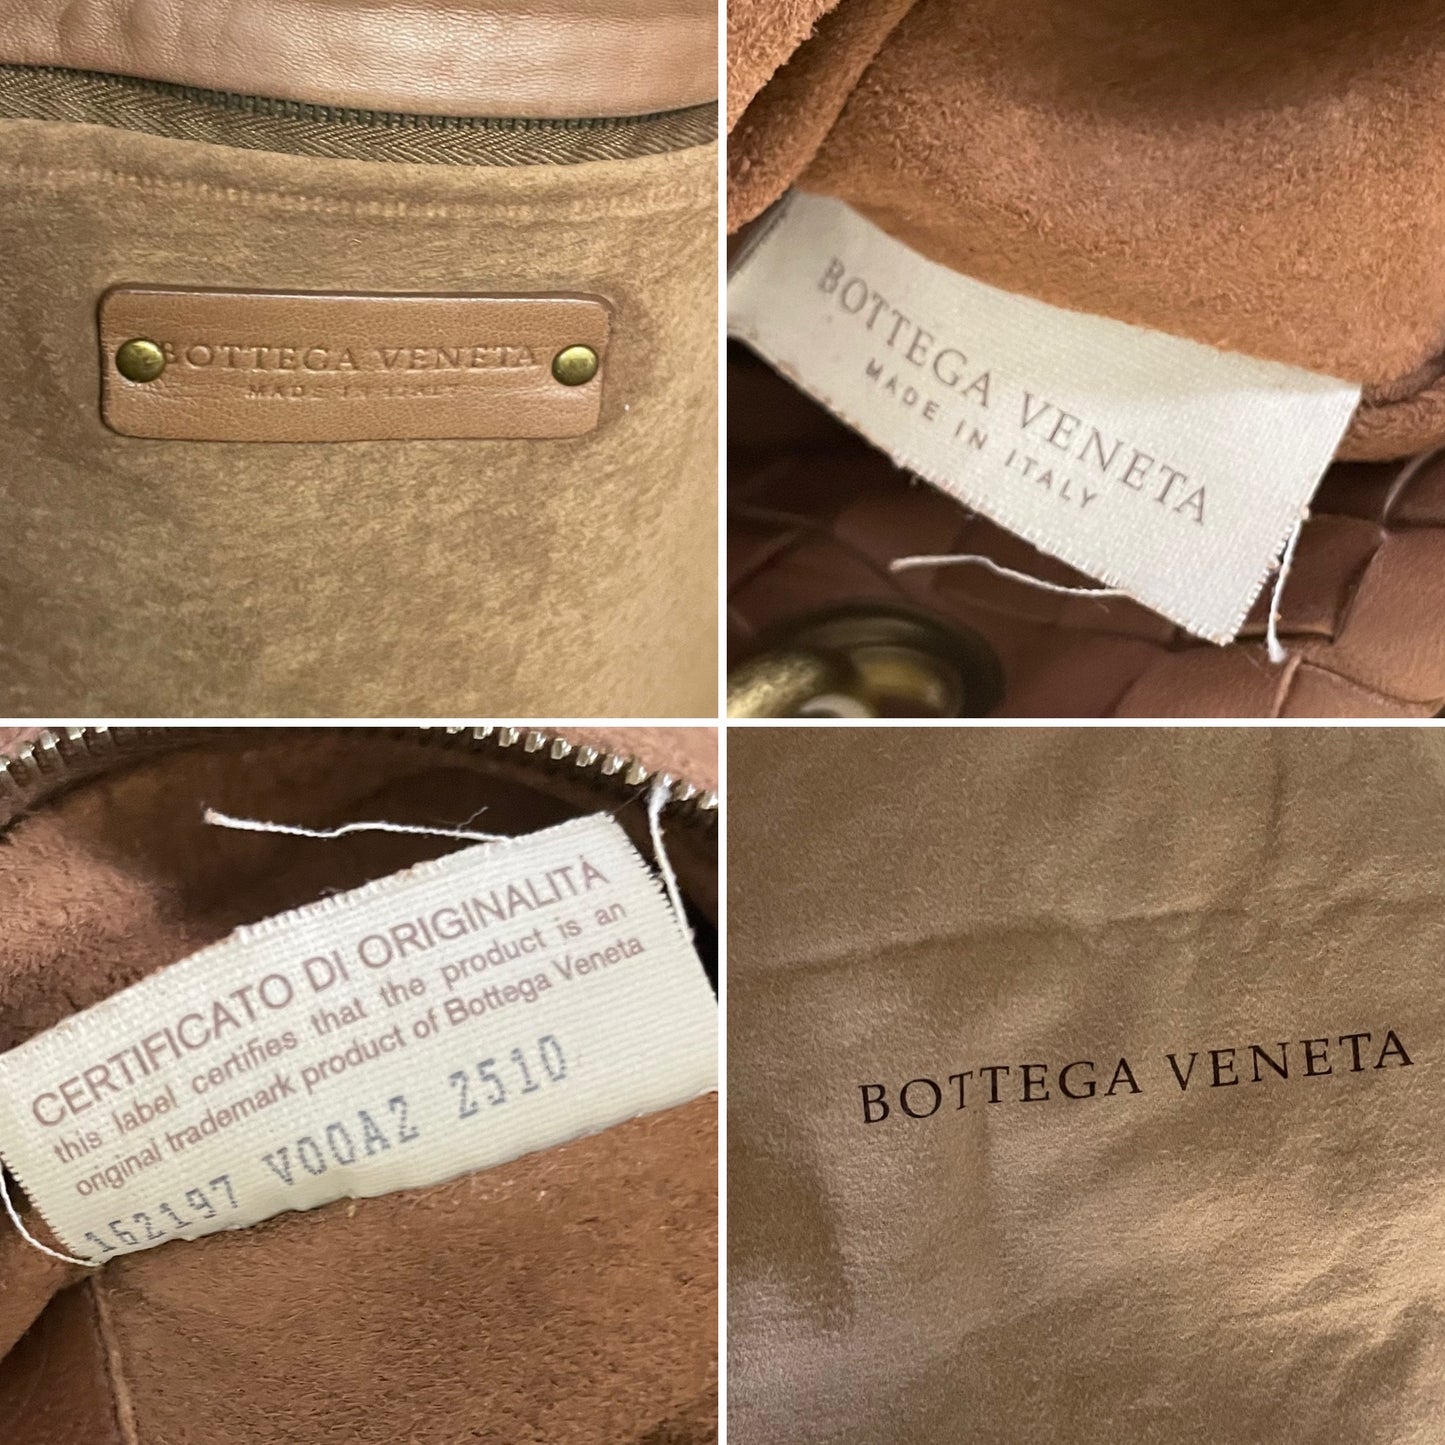 BOTTEGA VENETA
MADE IN ITALY
BOTTEGA VENETA
MADE IN ITALY
CERTIFICATO DI ORIGINALITÀ
this label certifies that the product is an
original trademark product of Bottega Veneta
162197 V00A2 2510
BOTTEGA VENETA